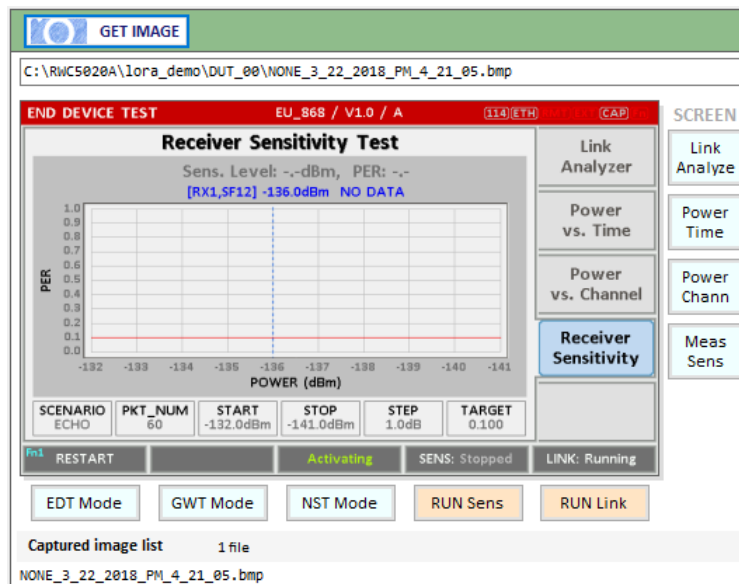 GET IMAGE
C:\RWC5020A\lora_demo\DUT_00\NONE_3_22_2018_PM_4_21_05.bmp
END DEVICE TEST EU_868 / V1.0 / A 114 ETH CAP
SCREEN
Receiver Sensitivity Test
Sens. Level: -.-dBm, PER: -.-
[RX1,SF12] -136.0dBm NO DATA
1.0
0.9
0.8
0.7
0.6
0.5
0.4
0.3
0.2
0.1
0.0
PER
-132 -133 -134 -135 -136 -137 -138 -139 -140 -141
POWER (dBm)
SCENARIO PKT_NUM START STOP STEP TARGET
ECHO 60 -132.0dBm -141.0dBm 1.0dB 0.100
Link
Analyzer
Power
vs. Time
Power
vs. Channel
Receiver
Sensitivity
Link
Analyze
Power
Time
Power
Chann
Meas
Sens
Fn1 RESTART Activating SENS: Stopped LINK: Running
EDT Mode GWT Mode NST Mode RUN Sens RUN Link
Captured image list 1 file
NONE_3_22_2018_PM_4_21_05.bmp